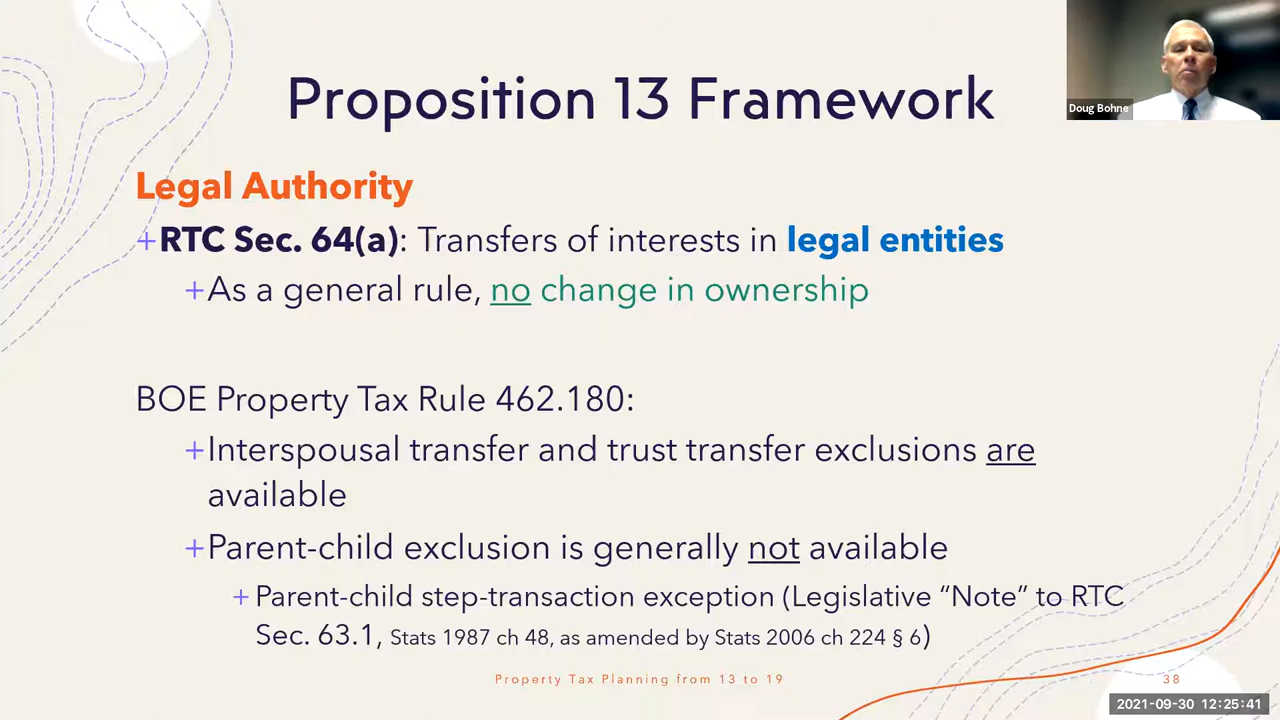 Proposition 13 Framework
Doug Bohne
Legal Authority
+RTC Sec. 64(a): Transfers of interests in legal entities
+As a general rule, no change in ownership
BOE Property Tax Rule 462.180:
+Interspousal transfer and trust transfer exclusions are
available
+Parent-child exclusion is generally not available
+ Parent-child step-transaction exception (Legislative “Note” to RTC
Sec. 63.1, Stats 1987 ch 48, as amended by Stats 2006 ch 224 § 6)
Property Tax Planning from 13 to 19
38
2021-09-30 12:25:41